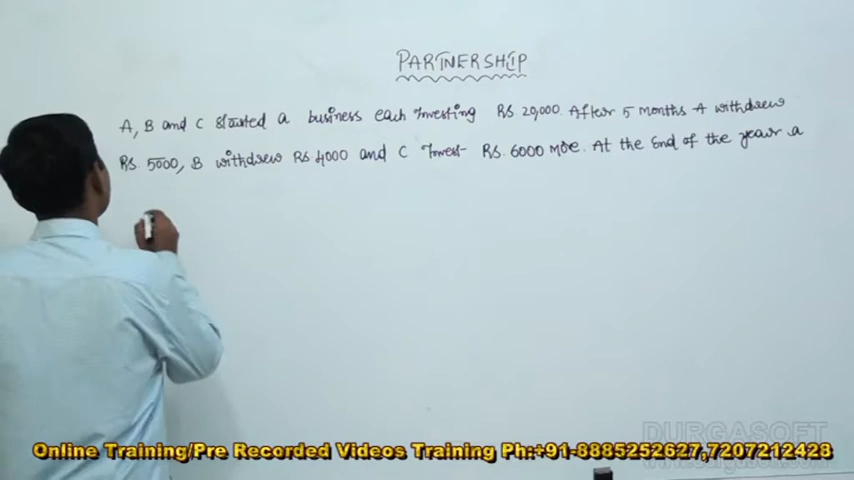 PARTNERSHIP
A, B and C started a business each investing RS 20,000. After 5 months A withdrew
RS. 5000, B withdrew RS 4000 and C Invest RS. 6000 More. At the End of the year a
DURGASOFT
Online Training/Pre Recorded Videos Training Ph:+91-8885252627,7207212428